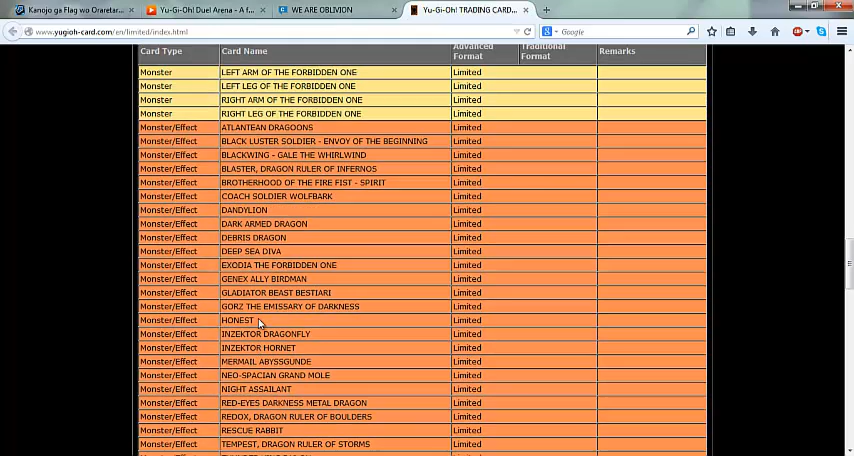 Kanojo ga Flag wo Oraretar...
Yu-Gi-Oh! Duel Arena - A f...
WE ARE OBLIVION
Yu-Gi-Oh! TRADING CARD...
www.yugioh-card.com/en/limited/index.html
Google
Card Type Card Name Advanced Format Traditional Format Remarks
Monster LEFT ARM OF THE FORBIDDEN ONE Limited
Monster LEFT LEG OF THE FORBIDDEN ONE Limited
Monster RIGHT ARM OF THE FORBIDDEN ONE Limited
Monster RIGHT LEG OF THE FORBIDDEN ONE Limited
Monster/Effect ATLANTEAN DRAGOONS Limited
Monster/Effect BLACK LUSTER SOLDIER - ENVOY OF THE BEGINNING Limited
Monster/Effect BLACKWING - GALE THE WHIRLWIND Limited
Monster/Effect BLASTER, DRAGON RULER OF INFERNOS Limited
Monster/Effect BROTHERHOOD OF THE FIRE FIST - SPIRIT Limited
Monster/Effect COACH SOLDIER WOLFBARK Limited
Monster/Effect DANDYLION Limited
Monster/Effect DARK ARMED DRAGON Limited
Monster/Effect DEBRIS DRAGON Limited
Monster/Effect DEEP SEA DIVA Limited
Monster/Effect EXODIA THE FORBIDDEN ONE Limited
Monster/Effect GENEX ALLY BIRDMAN Limited
Monster/Effect GLADIATOR BEAST BESTIARI Limited
Monster/Effect GORZ THE EMISSARY OF DARKNESS Limited
Monster/Effect HONEST Limited
Monster/Effect INZEKTOR DRAGONFLY Limited
Monster/Effect INZEKTOR HORNET Limited
Monster/Effect MERMAIL ABYSSGUNDE Limited
Monster/Effect NEO-SPACIAN GRAND MOLE Limited
Monster/Effect NIGHT ASSAILANT Limited
Monster/Effect RED-EYES DARKNESS METAL DRAGON Limited
Monster/Effect REDOX, DRAGON RULER OF BOULDERS Limited
Monster/Effect RESCUE RABBIT Limited
Monster/Effect TEMPEST, DRAGON RULER OF STORMS Limited